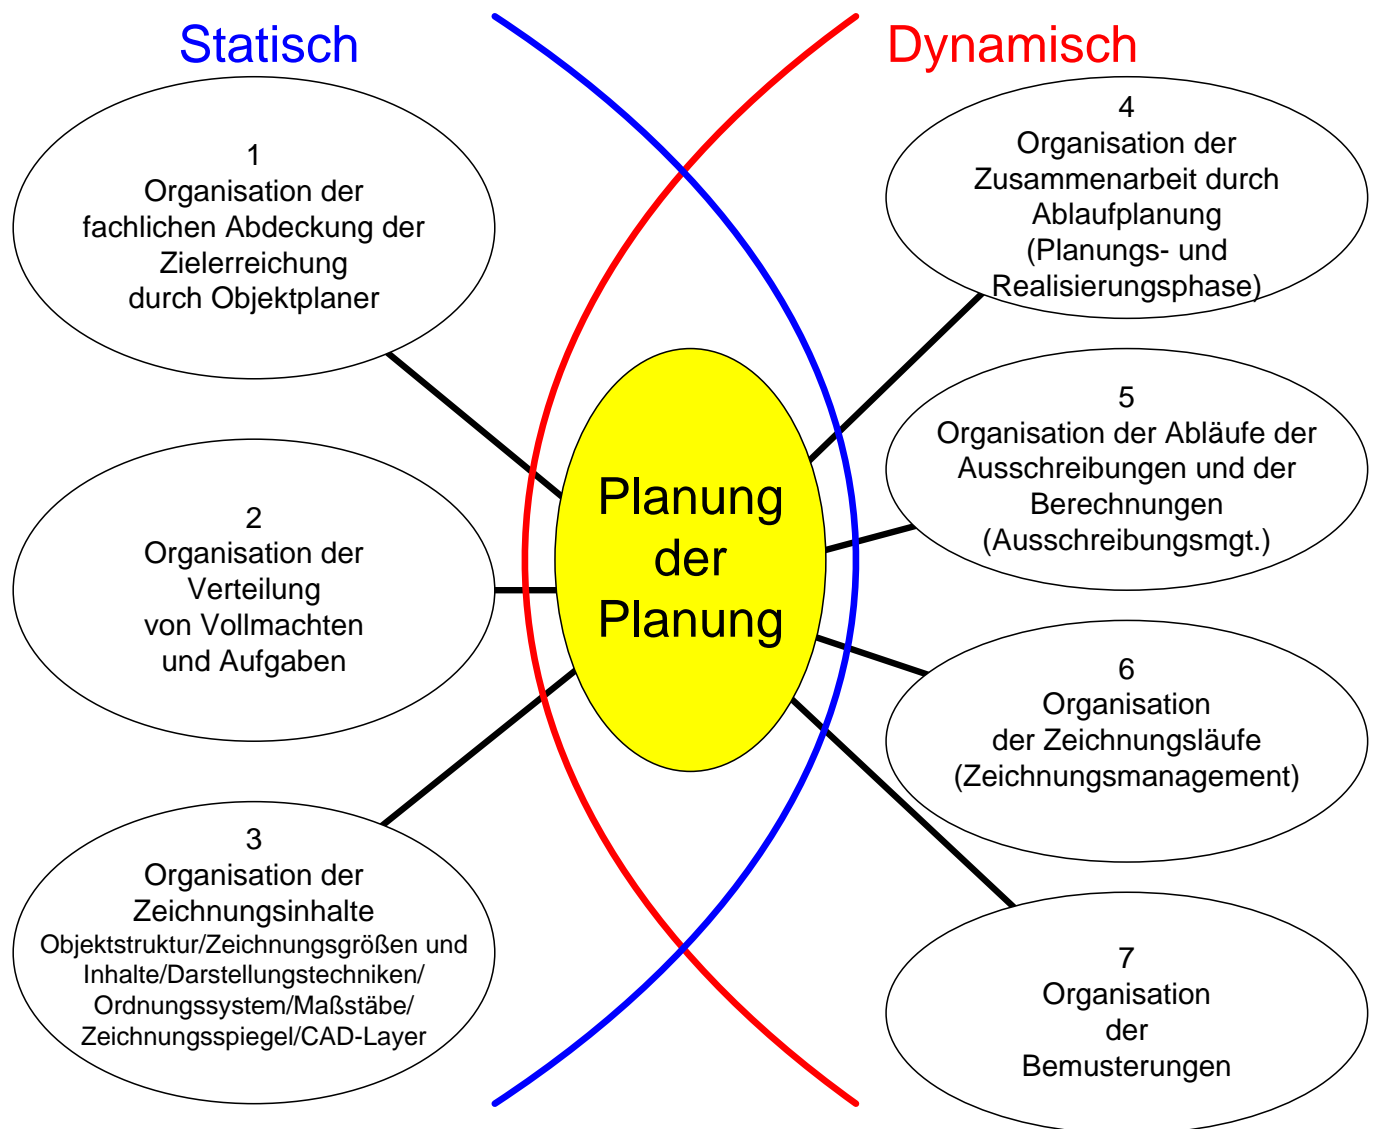 Statisch
1
Organisation der
fachlichen Abdeckung der
Zielerreichung
durch Objektplaner
2
Organisation der
Verteilung
von Vollmachten
und Aufgaben
3
Organisation der
Zeichnungsinhalte
Objektstruktur/Zeichnungsgrößen und
Inhalte/Darstellungstechniken/
Ordnungssystem/Maßstäbe/
Zeichnungsspiegel/CAD-Layer
Planung
der
Planung
Dynamisch
4
Organisation der
Zusammenarbeit durch
Ablaufplanung
(Planungs- und
Realisierungsphase)
5
Organisation der Abläufe der
Ausschreibungen und der
Berechnungen
(Ausschreibungsmgt.)
6
Organisation
der Zeichnungsläufe
(Zeichnungsmanagement)
7
Organisation
der
Bemusterungen